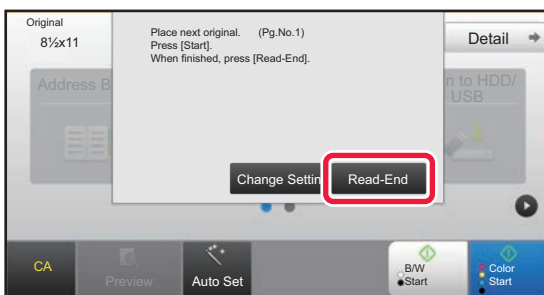 Original
8½x11
Place next original. (Pg.No.1)
Press [Start].
When finished, press [Read-End].
Detail
Address B
n to HDD/
USB
Change Settin
Read-End
CA
Preview
Auto Set
B/W
Start
Color
Start